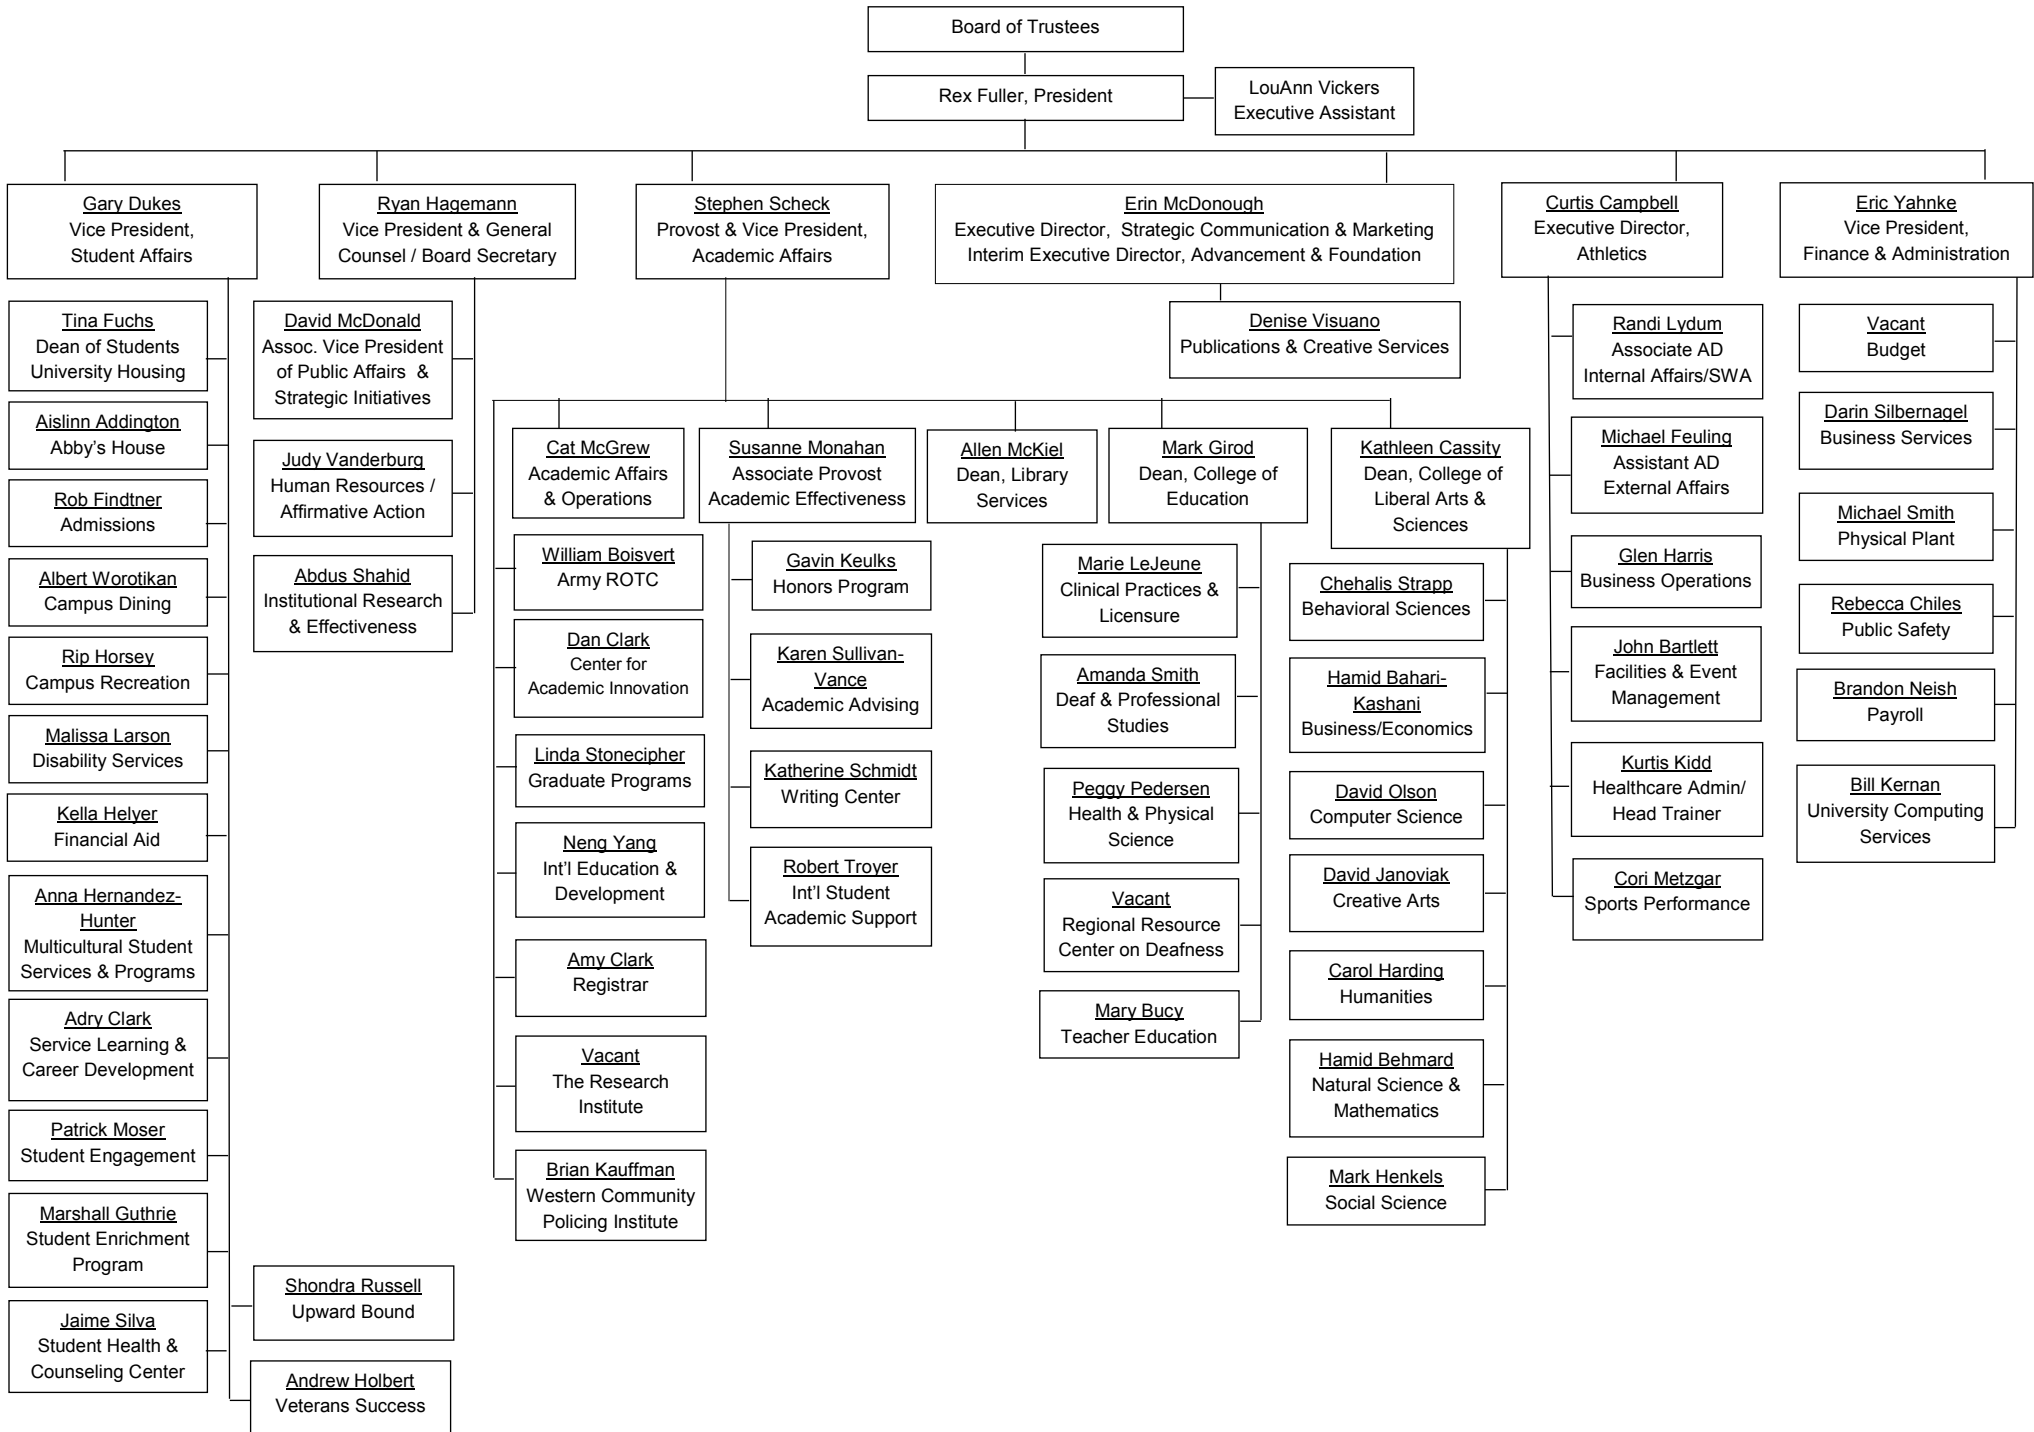 Board of Trustees
Rex Fuller, President
LouAnn Vickers
Executive Assistant
Gary Dukes
Vice President,
Student Affairs
Ryan Hagemann
Vice President & General
Counsel / Board Secretary
Stephen Scheck
Provost & Vice President,
Academic Affairs
Erin McDonough
Executive Director,  Strategic Communication & Marketing
Interim Executive Director, Advancement & Foundation
Curtis Campbell
Executive Director,
Athletics
Eric Yahnke
Vice President,
Finance & Administration
Tina Fuchs
Dean of Students
University Housing
Aislinn Addington
Abby’s House
Rob Findtner
Admissions
Albert Worotikan
Campus Dining
Rip Horsey
Campus Recreation
Malissa Larson
Disability Services
Kella Helyer
Financial Aid
Anna Hernandez-
Hunter
Multicultural Student
Services & Programs
Adry Clark
Service Learning &
Career Development
Patrick Moser
Student Engagement
Marshall Guthrie
Student Enrichment
Program
Jaime Silva
Student Health &
Counseling Center
Shondra Russell
Upward Bound
Andrew Holbert
Veterans Success
David McDonald
Assoc. Vice President
of Public Affairs  &
Strategic Initiatives
Judy Vanderburg
Human Resources /
Affirmative Action
Abdus Shahid
Institutional Research
& Effectiveness
Cat McGrew
Academic Affairs
& Operations
Susanne Monahan
Associate Provost
Academic Effectiveness
Allen McKiel
Dean, Library
Services
Mark Girod
Dean, College of
Education
Kathleen Cassity
Dean, College of
Liberal Arts &
Sciences
William Boisvert
Army ROTC
Dan Clark
Center for
Academic Innovation
Linda Stonecipher
Graduate Programs
Neng Yang
Int’l Education &
Development
Amy Clark
Registrar
Vacant
The Research
Institute
Brian Kauffman
Western Community
Policing Institute
Gavin Keulks
Honors Program
Karen Sullivan-
Vance
Academic Advising
Katherine Schmidt
Writing Center
Robert Troyer
Int’l Student
Academic Support
Marie LeJeune
Clinical Practices &
Licensure
Amanda Smith
Deaf & Professional
Studies
Peggy Pedersen
Health & Physical
Science
Vacant
Regional Resource
Center on Deafness
Mary Bucy
Teacher Education
Chehalis Strapp
Behavioral Sciences
Hamid Bahari-
Kashani
Business/Economics
David Olson
Computer Science
David Janoviak
Creative Arts
Carol Harding
Humanities
Hamid Behmard
Natural Science &
Mathematics
Mark Henkels
Social Science
Denise Visuano
Publications & Creative Services
Randi Lydum
Associate AD
Internal Affairs/SWA
Michael Feuling
Assistant AD
External Affairs
Glen Harris
Business Operations
John Bartlett
Facilities & Event
Management
Kurtis Kidd
Healthcare Admin/
Head Trainer
Cori Metzgar
Sports Performance
Vacant
Budget
Darin Silbernagel
Business Services
Michael Smith
Physical Plant
Rebecca Chiles
Public Safety
Brandon Neish
Payroll
Bill Kernan
University Computing
Services